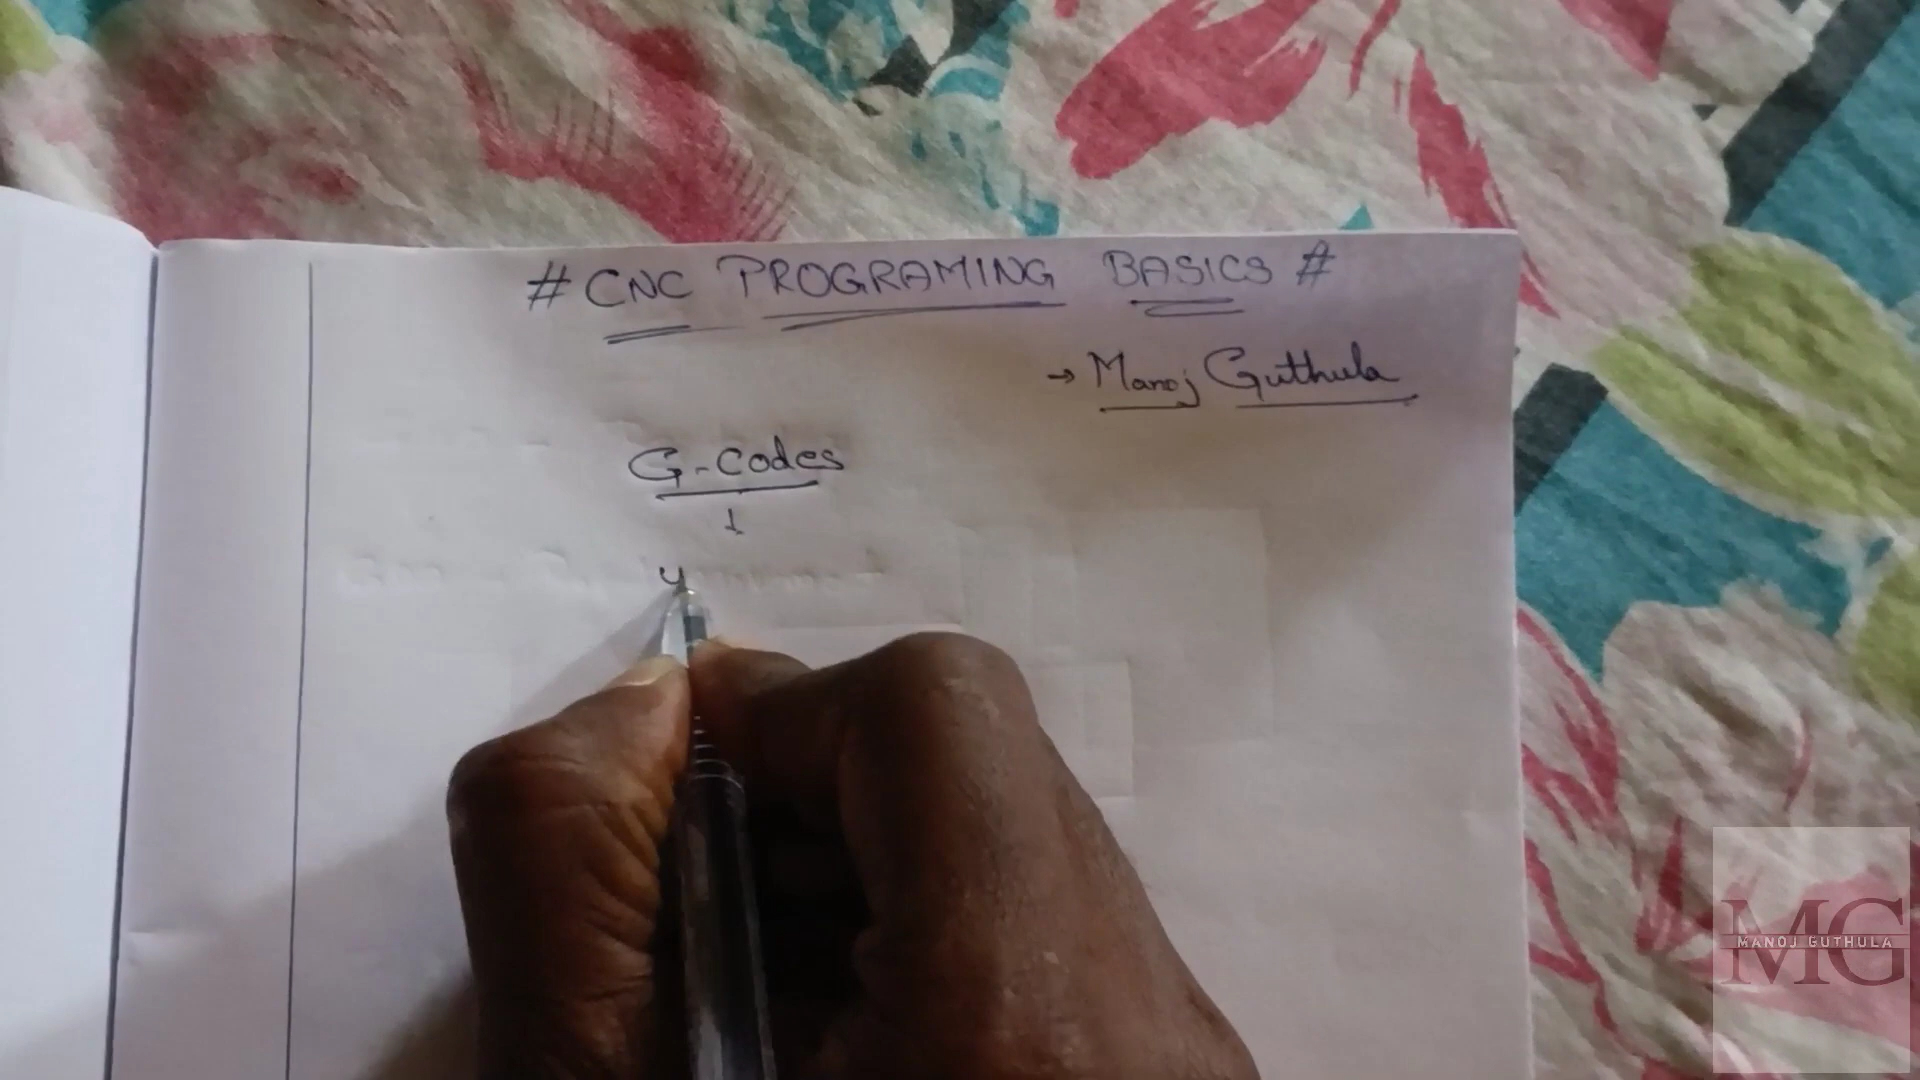 # CNC PROGRAMING BASICS #
→ Manoj Guthula
G-codes
MG
MANOJ GUTHULA